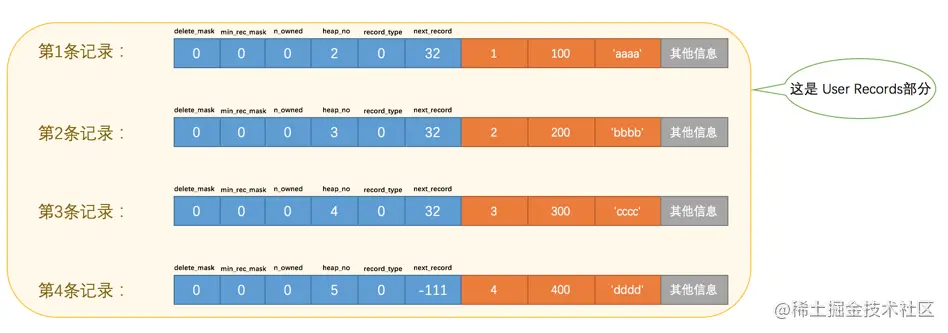 delete_mask min_rec_mask n_owned heap_no record_type next_record
第1条记录： 0 0 0 2 0 32 1 100 'aaaa' 其他信息
这是 User Records部分
delete_mask min_rec_mask n_owned heap_no record_type next_record
第2条记录： 0 0 0 3 0 32 2 200 'bbbb' 其他信息
delete_mask min_rec_mask n_owned heap_no record_type next_record
第3条记录： 0 0 0 4 0 32 3 300 'cccc' 其他信息
delete_mask min_rec_mask n_owned heap_no record_type next_record
第4条记录： 0 0 0 5 0 -111 4 400 'dddd' 其他信息
@稀土掘金技术社区